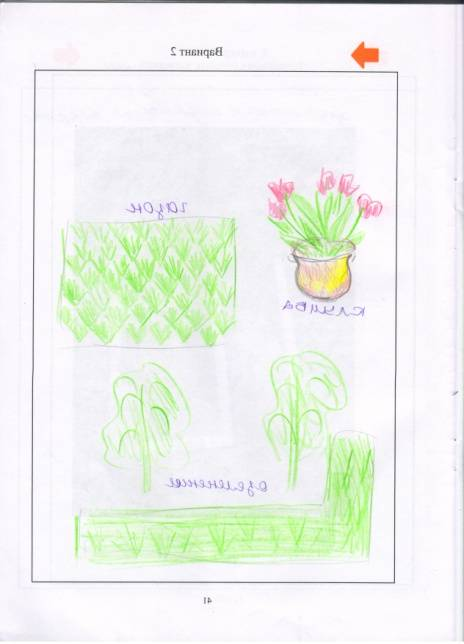 Вариант 2
газон
клумба
озеленение
41